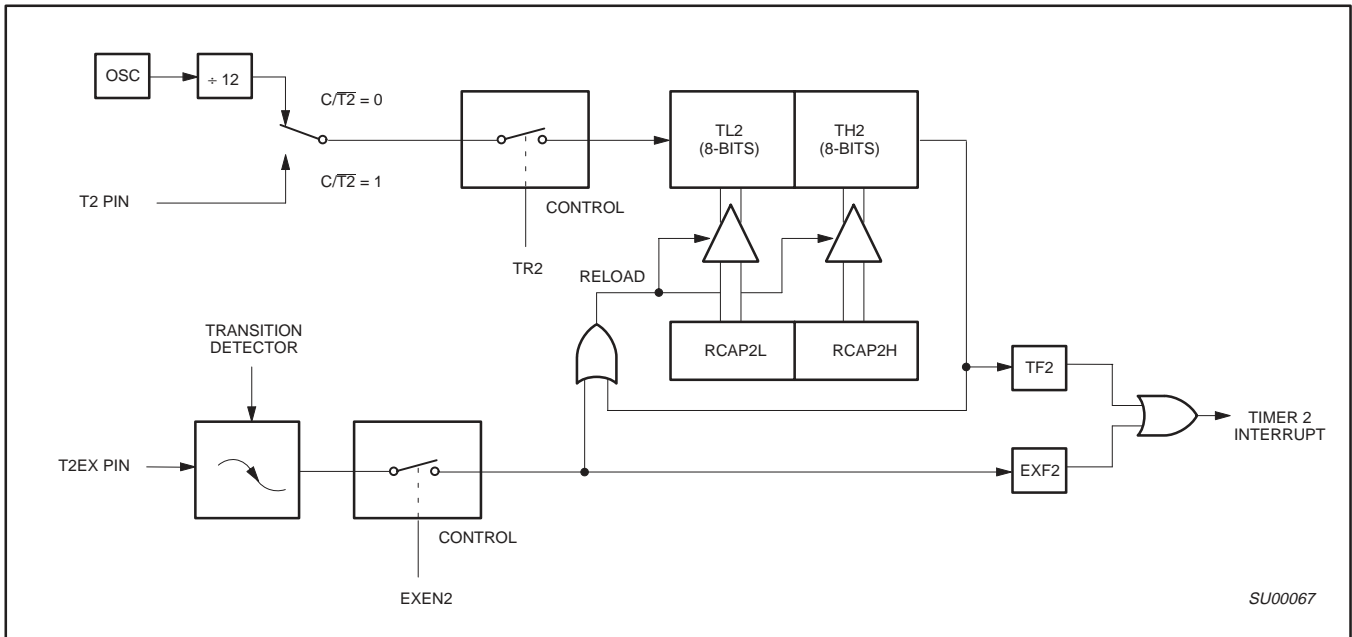 OSC
÷ 12
C/T2 = 0
C/T2 = 1
T2 PIN
CONTROL
TR2
TL2
(8-BITS)
TH2
(8-BITS)
RELOAD
RCAP2L
RCAP2H
TRANSITION
DETECTOR
T2EX PIN
CONTROL
EXEN2
TF2
EXF2
TIMER 2
INTERRUPT
SU00067